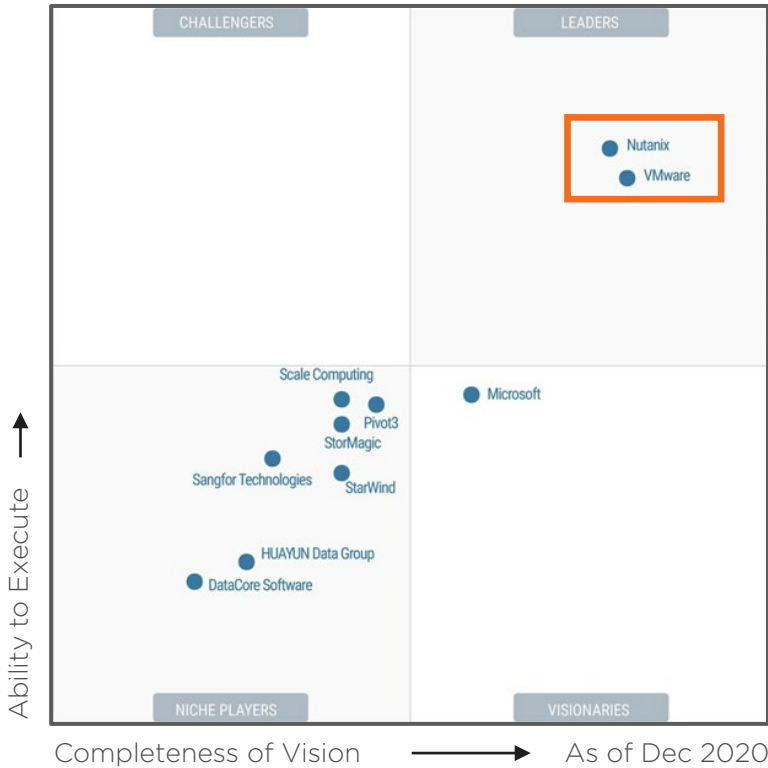 CHALLENGERS
LEADERS
Nutanix
VMware
Scale Computing
Microsoft
Pivot3
StorMagic
Sangfor Technologies
StarWind
HUAYUN Data Group
DataCore Software
Ability to Execute
NICHE PLAYERS
VISIONARIES
Completeness of Vision
As of Dec 2020